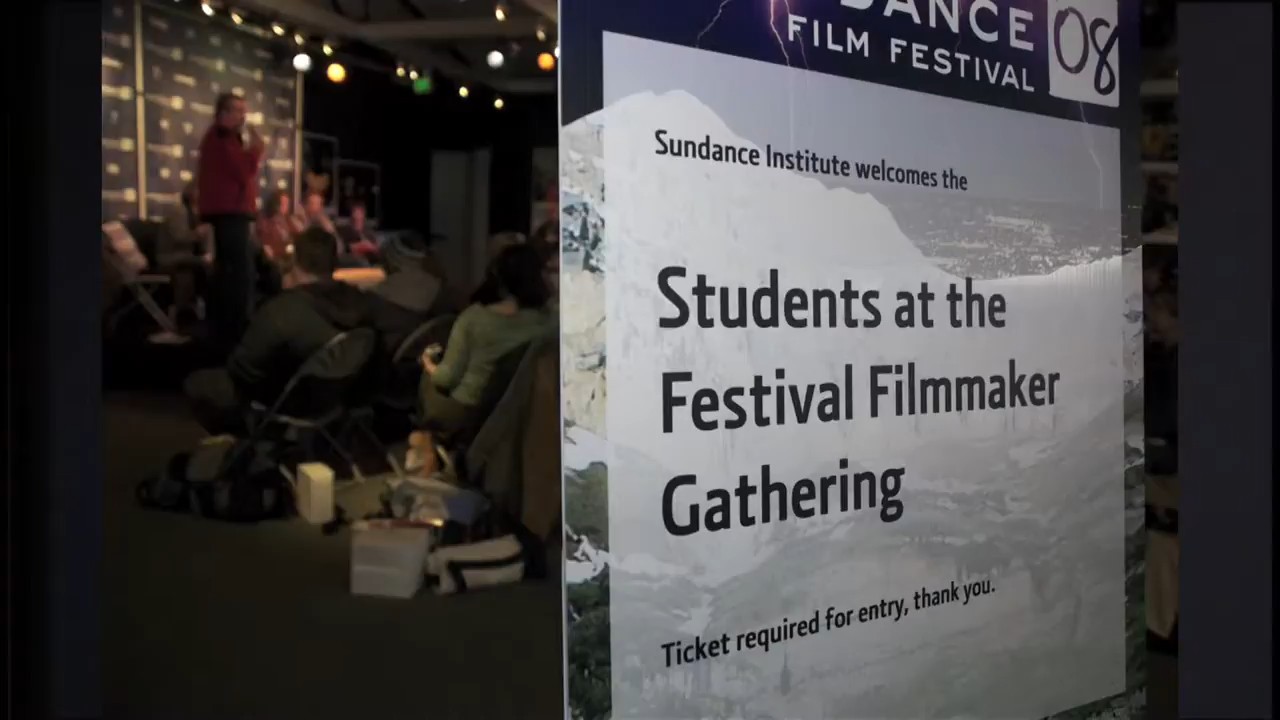 DANCE
FILM FESTIVAL
08
Sundance Institute welcomes the
Students at the
Festival Filmmaker
Gathering
Ticket required for entry, thank you.